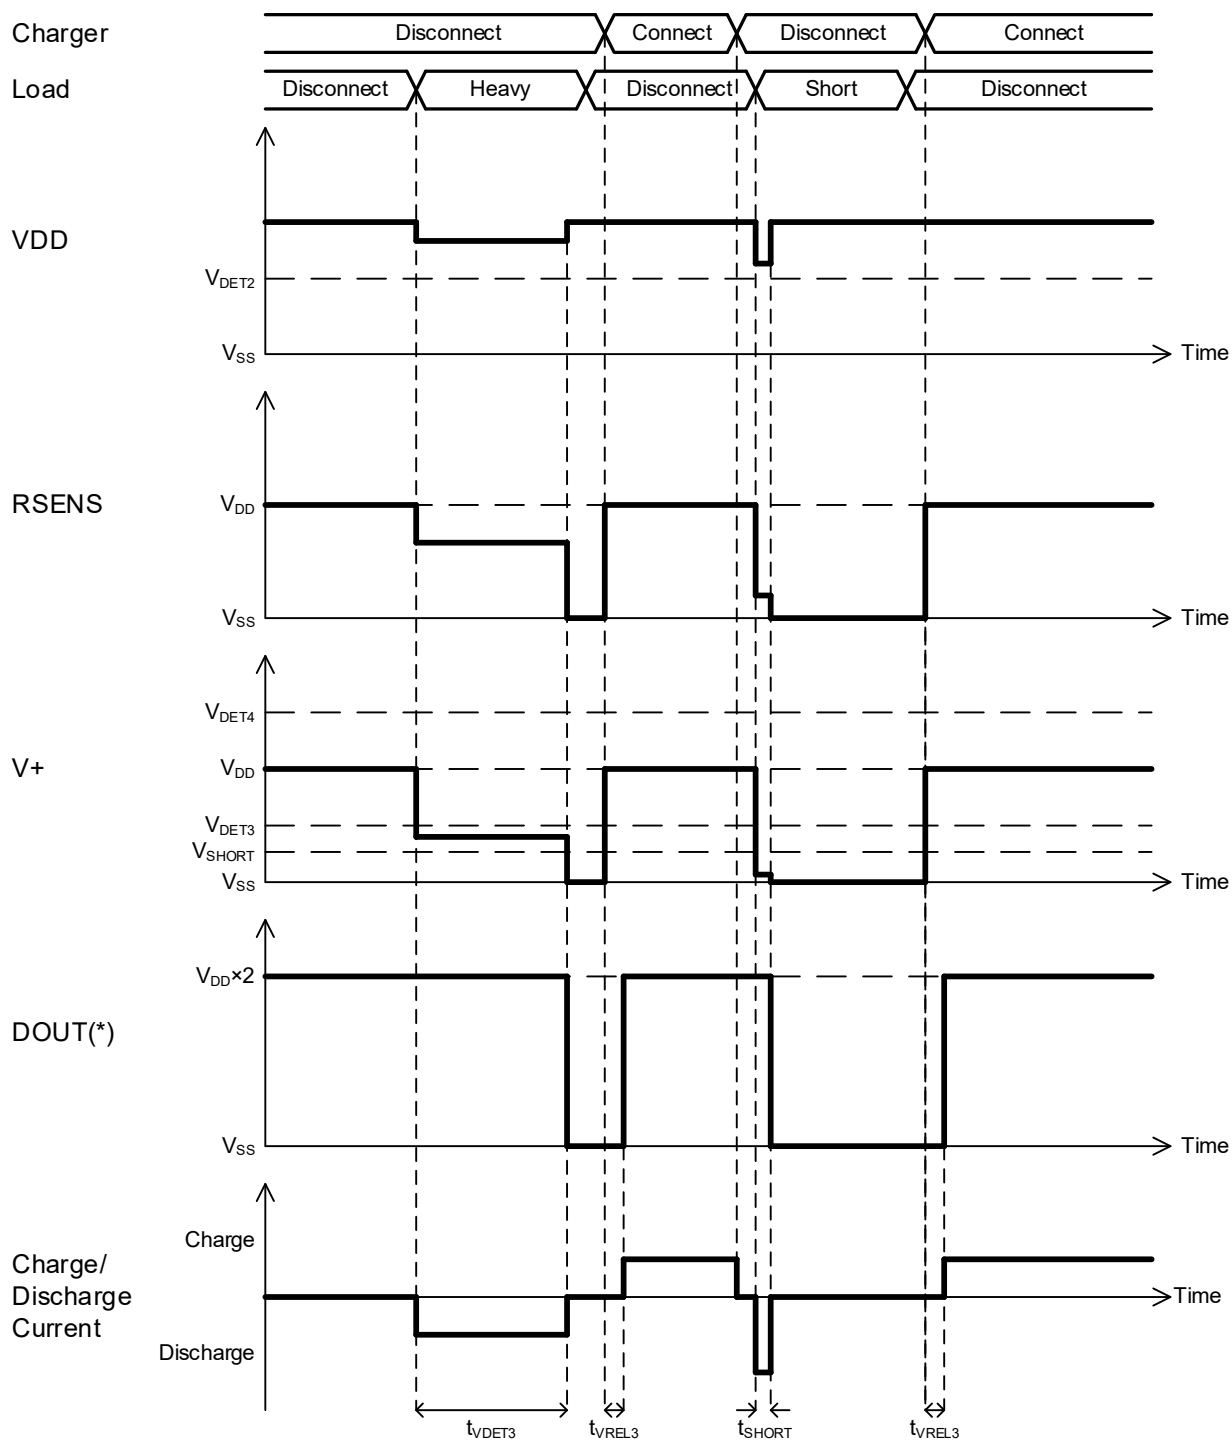 Charger
Disconnect Connect Disconnect Connect
Load
Disconnect Heavy Disconnect Short Disconnect
VDD
VDET2
VSS
Time
RSENS
VDD
VSS
Time
VDET4
V+
VDD
VDET3
VSHORT
VSS
Time
VDD×2
DOUT(*)
VSS
Time
Charge
Charge/
Discharge
Current
Time
Discharge
tVDET3 tVREL3 tSHORT tVREL3